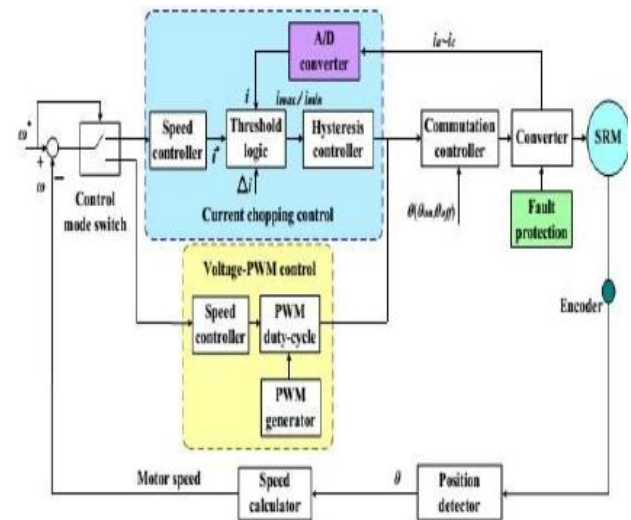 A/D
converter
ia~ic
i
imax / imin
ω*
+
ω
−
Control
mode switch
Speed
controller
i*
Threshold
logic
Hysteresis
controller
Δi
Current chopping control
Commutation
controller
θ(θon,θoff)
Converter
SRM
Fault
protection
Encoder
Voltage-PWM control
Speed
controller
PWM
duty-cycle
PWM
generator
Motor speed
Speed
calculator
θ
Position
detector